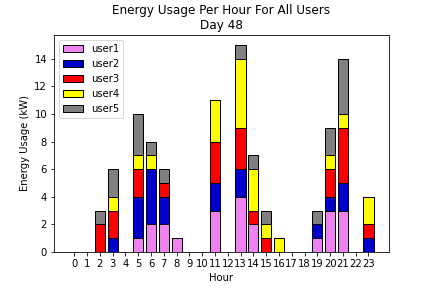 Energy Usage Per Hour For All Users
Day 48
user1
user2
user3
user4
user5
Energy Usage (kW)
14
12
10
8
6
4
2
0
0 1 2 3 4 5 6 7 8 9 10 11 12 13 14 15 16 17 18 19 20 21 22 23
Hour